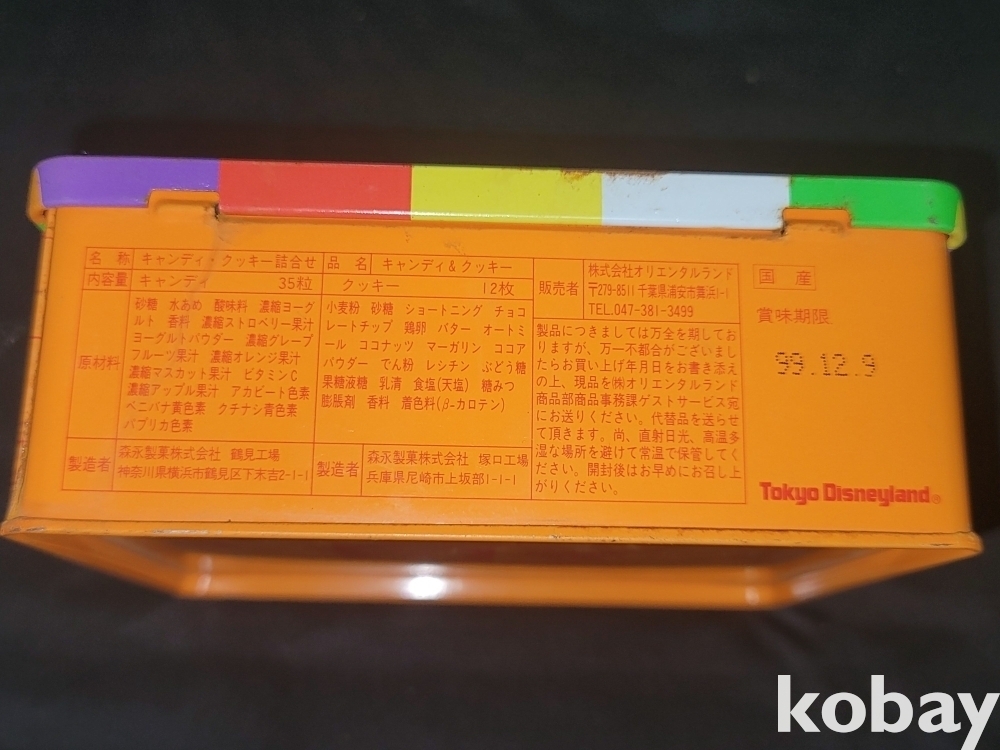 名 称 キャンディ・クッキー詰合せ 品 名 キャンディ&クッキー
内容量 キャンディ 35粒 クッキー 12枚
原材料
砂糖 水あめ 酸味料 濃縮ヨーグ
ルト 香料 濃縮ストロベリー果汁
ヨーグルトパウダー 濃縮グレープ
フルーツ果汁 濃縮オレンジ果汁
濃縮マスカット果汁 ビタミンC
濃縮アップル果汁 アカビート色素
ベニバナ黄色素 クチナシ青色素
パプリカ色素
小麦粉 砂糖 ショートニング チョコ
レートチップ 鶏卵 バター オートミ
ール ココナッツ マーガリン ココア
パウダー でん粉 レシチン ぶどう糖
果糖液糖 乳清 食塩(天塩) 糖みつ
膨脹剤 香料 着色料(β-カロテン)
製造者
森永製菓株式会社 鶴見工場
神奈川県横浜市鶴見区下末吉2-1-1
製造者
森永製菓株式会社 塚口工場
兵庫県尼崎市上坂部1-1-1
販売者
株式会社オリエンタルランド
〒279-8511千葉県浦安市舞浜1-1
TEL.047-381-3499
製品につきましては万全を期してお
りますが、万一不都合がございまし
たらお買い上げ年月日をお書き添え
の上、現品を㈱オリエンタルランド
商品部商品事務課ゲストサービス宛
にお送りください。代替品を送らせ
て頂きます。尚、直射日光、高温多
湿な場所を避けて常温で保管してく
ださい。開封後はお早めにお召し上
がりください。
国 産
賞味期限
99.12.9
Tokyo Disneyland®
kobay